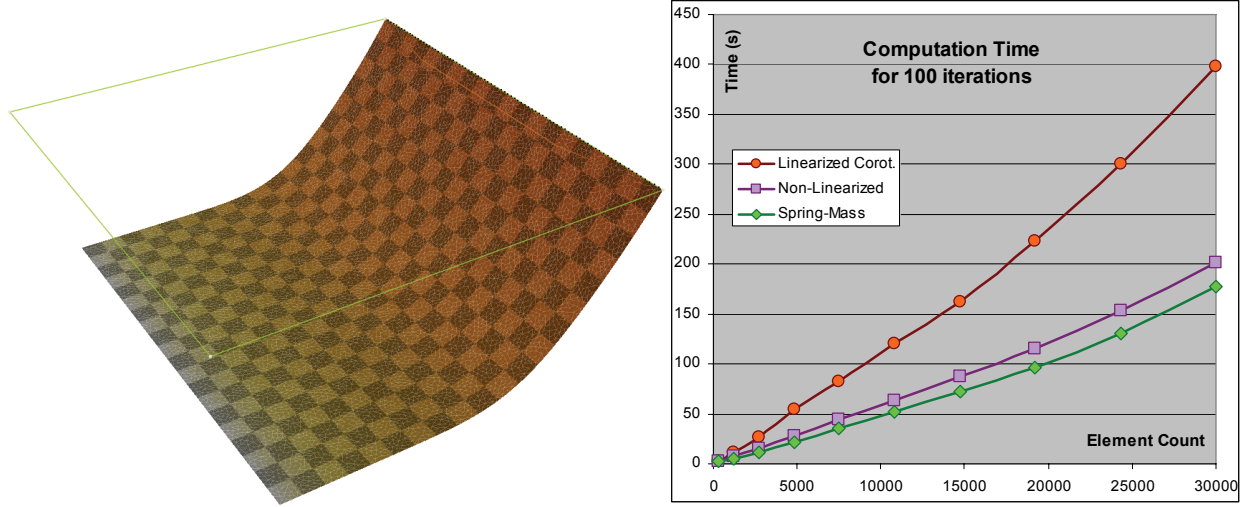 450
400
350
300
250
200
150
100
50
0
Time (s)
Computation Time
for 100 iterations
Linearized Corot.
Non-Linearized
Spring-Mass
Element Count
0 5000 10000 15000 20000 25000 30000